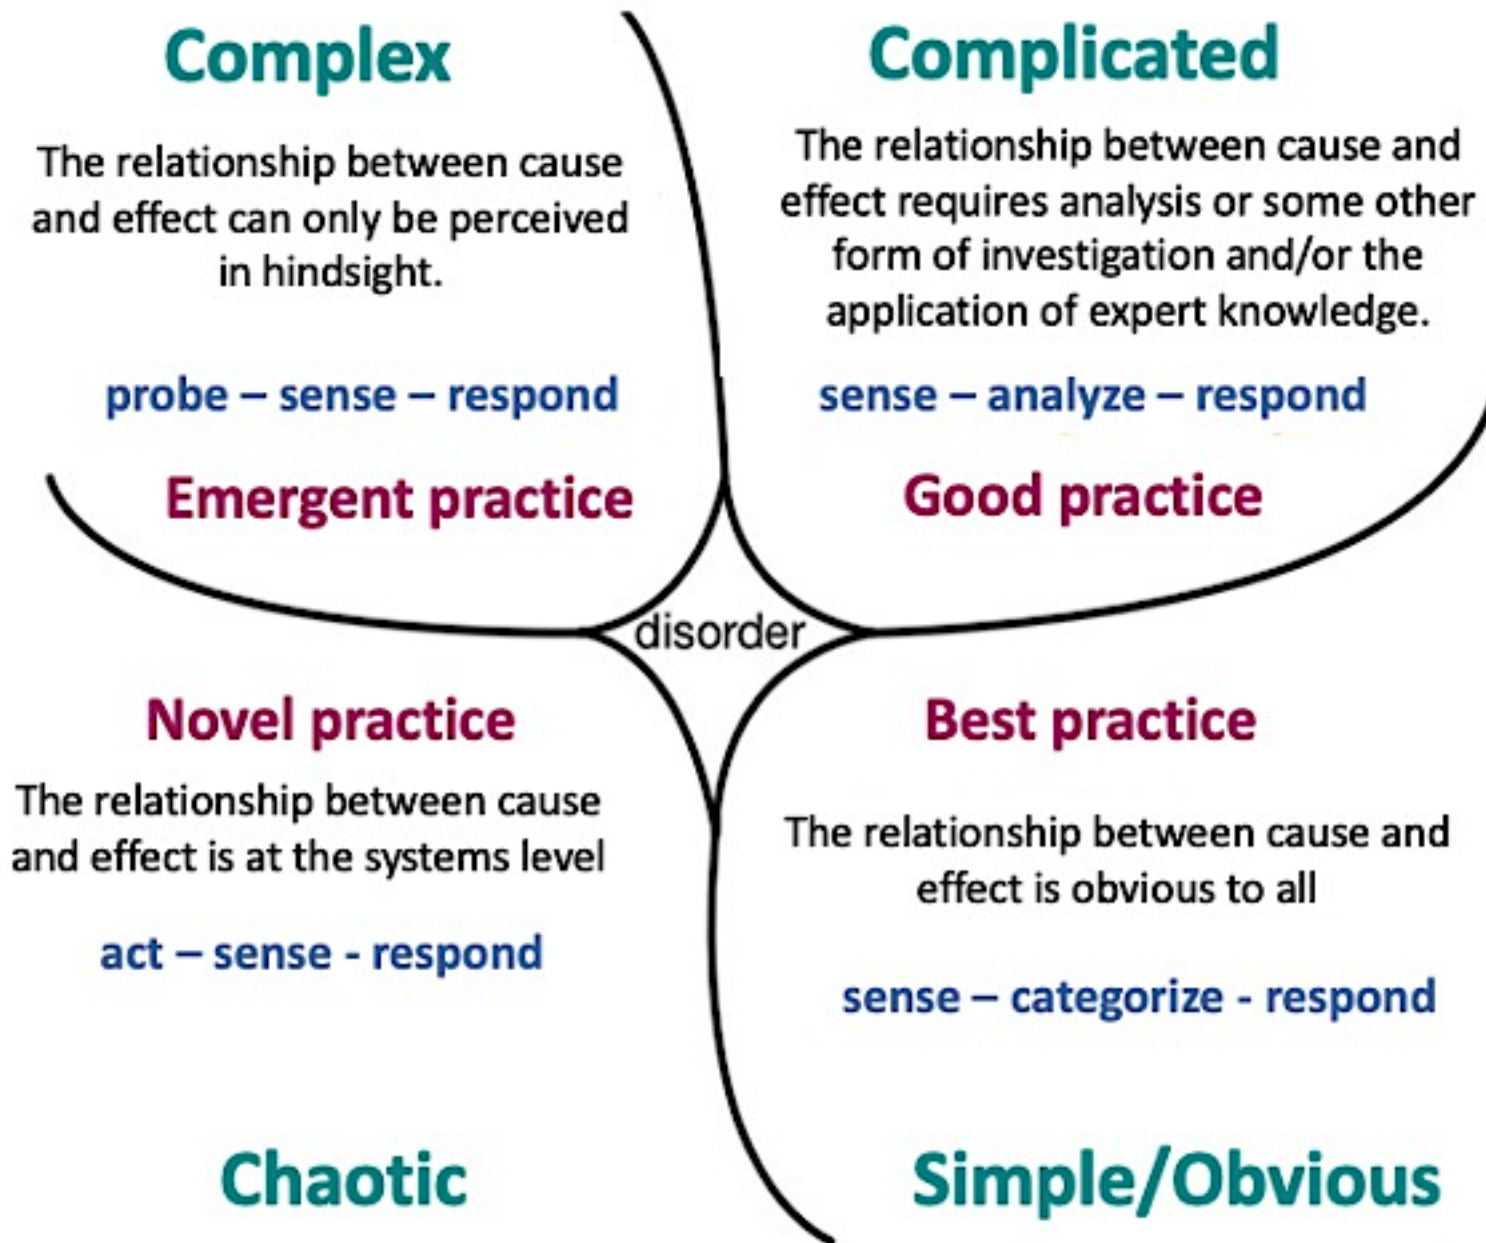 Complex
The relationship between cause
and effect can only be perceived
in hindsight.
probe – sense – respond
Emergent practice
Complicated
The relationship between cause and
effect requires analysis or some other
form of investigation and/or the
application of expert knowledge.
sense – analyze – respond
Good practice
disorder
Novel practice
The relationship between cause
and effect is at the systems level
act – sense - respond
Chaotic
Best practice
The relationship between cause and
effect is obvious to all
sense – categorize - respond
Simple/Obvious